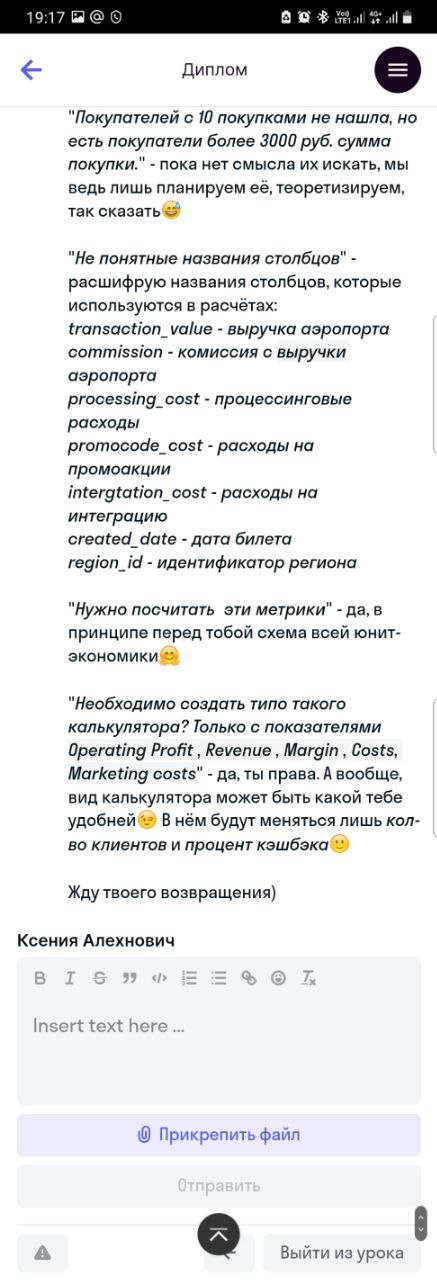 19:17
Vo)) 4G+
LTE1
Диплом
"Покупателей с 10 покупками не нашла, но
есть покупатели более 3000 руб. сумма
покупки." - пока нет смысла их искать, мы
ведь лишь планируем её, теоретизируем,
так сказать😅
"Не понятные названия столбцов" -
расшифрую названия столбцов, которые
используются в расчётах:
transaction_value - выручка аэропорта
commission - комиссия с выручки
аэропорта
processing_cost - процессинговые
расходы
promocode_cost - расходы на
промоакции
intergtation_cost - расходы на
интеграцию
created_date - дата билета
region_id - идентификатор региона
"Нужно посчитать эти метрики" - да, в
принципе перед тобой схема всей юнит-
экономики🤗
"Необходимо создать типо такого
калькулятора? Только с показателями
Operating Profit , Revenue , Margin , Costs,
Marketing costs" - да, ты права. А вообще,
вид калькулятора может быть какой тебе
удобней😉 В нём будут меняться лишь кол-
во клиентов и процент кэшбэка🙂
Жду твоего возвращения)
Ксения Алехнович
Insert text here ...
Прикрепить файл
Отправить
Выйти из урока